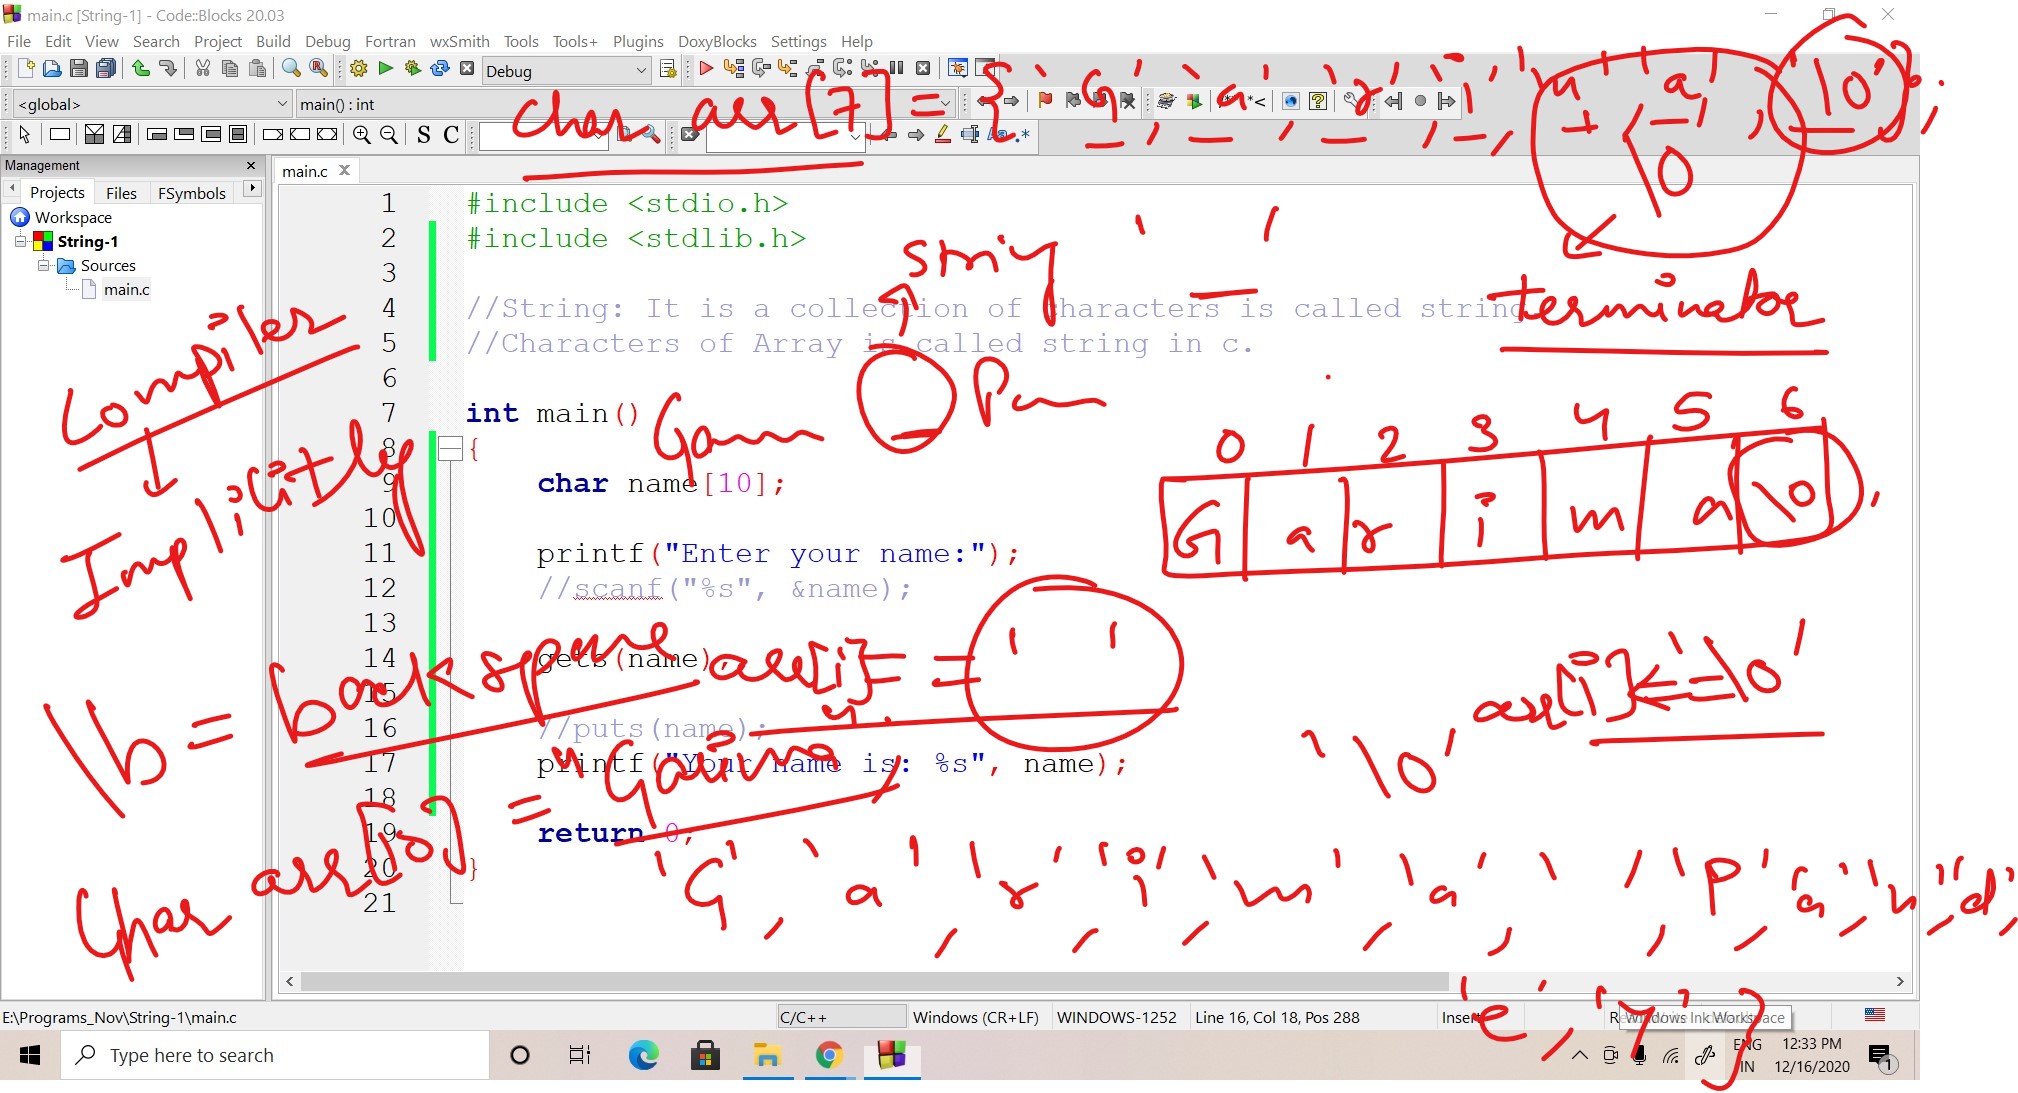 main.c [String-1] - Code::Blocks 20.03
File Edit View Search Project Build Debug Fortran wxSmith Tools Tools+ Plugins DoxyBlocks Settings Help
Debug
<global> main() : int
S C
char arr[7] = { 'G', 'a', 'r', 'i', 'm', 'a', '\0' };
\0
Management
Projects Files FSymbols
main.c
Workspace
String-1
Sources
main.c
1 #include <stdio.h>
2 #include <stdlib.h>
3
4 //String: It is a collection of characters is called string
5 //Characters of Array is called string in c.
6
7 int main()
8 {
9 char name[10];
10
11 printf("Enter your name:");
12 //scanf("%s", &name);
13
14 gets(name);
15
16 //puts(name);
17 printf("Your name is: %s", name);
18
19 return 0;
20 }
21
string ' '
terminator
Compiler
Implicitly
0 1 2 3 4 5 6
G a r i m a \0
\b = backspace
arr[i] == ' '
arr[i] == '\0'
'\0'
char arr[10] = "Garima"
'G', 'a', 'r', 'i', 'm', 'a', ' ', 'P', 'a', 'n', 'd',
'e', 'y' }
E:\Programs_Nov\String-1\main.c C/C++ Windows (CR+LF) WINDOWS-1252 Line 16, Col 18, Pos 288 Insert
Windows Ink Workspace
Type here to search
ENG
IN
12:33 PM
12/16/2020
1